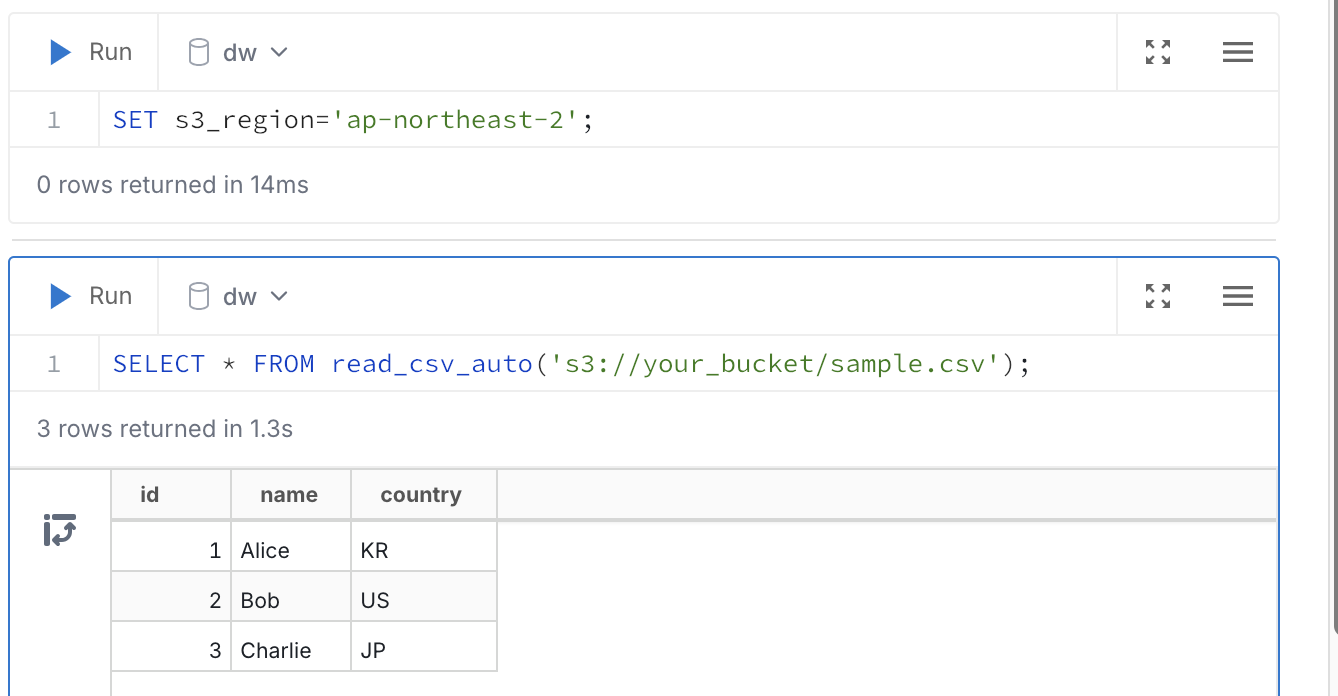 Run dw
1 SET s3_region='ap-northeast-2';
0 rows returned in 14ms
Run dw
1 SELECT * FROM read_csv_auto('s3://your_bucket/sample.csv');
3 rows returned in 1.3s
id name country
1 Alice KR
2 Bob US
3 Charlie JP